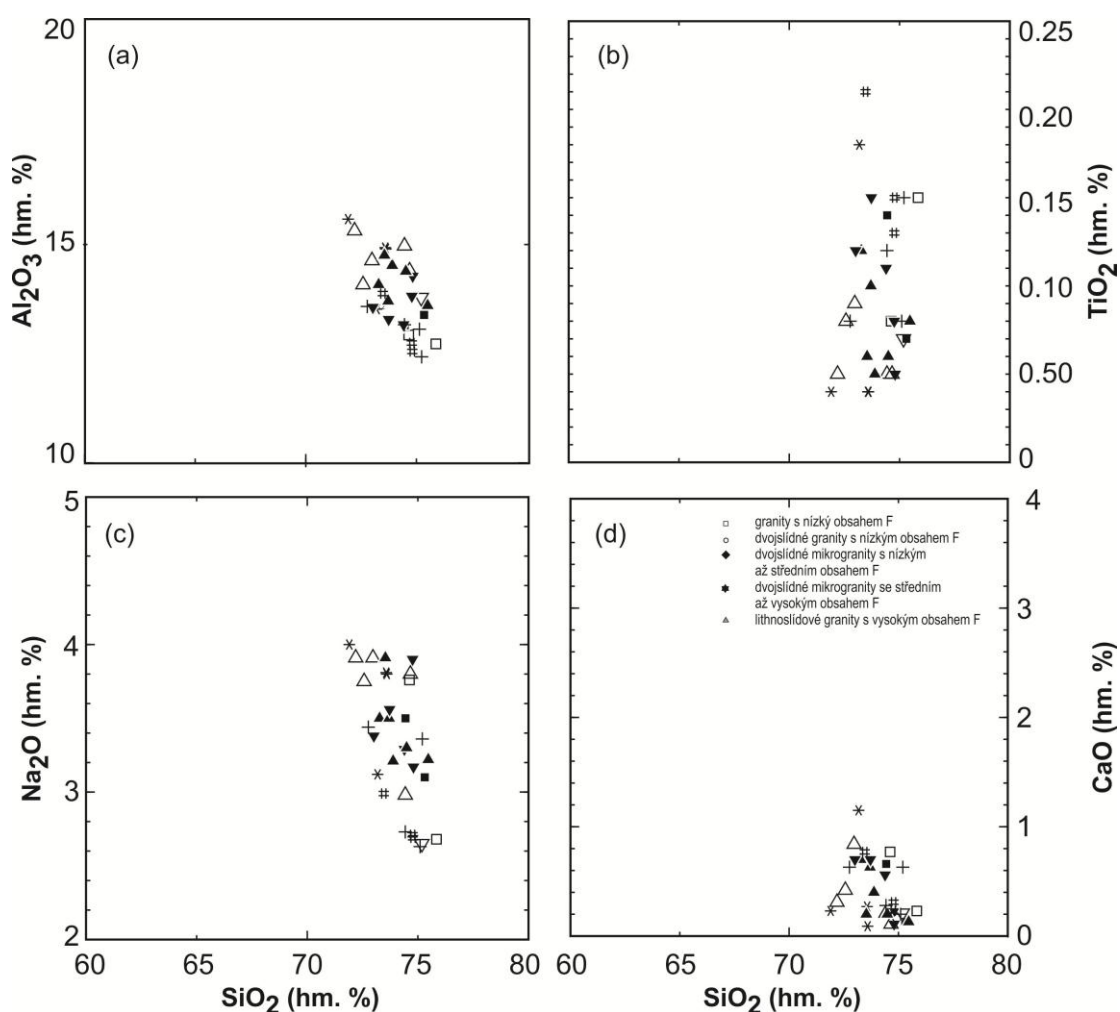 20
(a)
15
10
Al2O3 (hm. %)
(b)
0.25
0.20
0.15
0.10
0.50
0
TiO2 (hm. %)
5
(c)
4
3
2
Na2O (hm. %)
60
65
70
75
80
SiO2 (hm. %)
(d)
granity s nízký obsahem F
dvojslídné granity s nízkým obsahem F
dvojslídné mikrogranity s nízkým
až středním obsahem F
dvojslídné mikrogranity se středním
až vysokým obsahem F
lithnoslídové granity s vysokým obsahem F
4
3
2
1
0
CaO (hm. %)
60
65
70
75
80
SiO2 (hm. %)